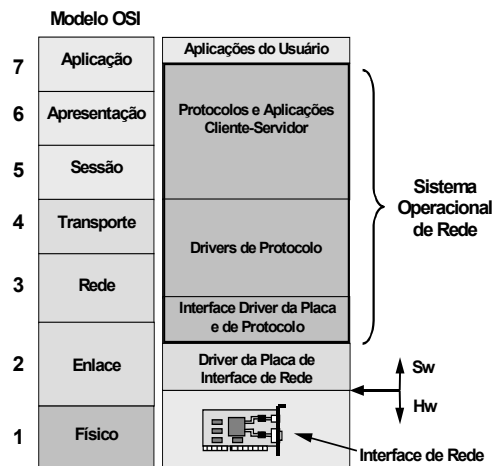 Modelo OSI
7
Aplicação
6
Apresentação
5
Sessão
4
Transporte
3
Rede
2
Enlace
1
Físico
Aplicações do Usuário
Protocolos e Aplicações
Cliente-Servidor
Drivers de Protocolo
Interface Driver da Placa
e de Protocolo
Driver da Placa de
Interface de Rede
Sistema
Operacional
de Rede
Sw
Hw
Interface de Rede